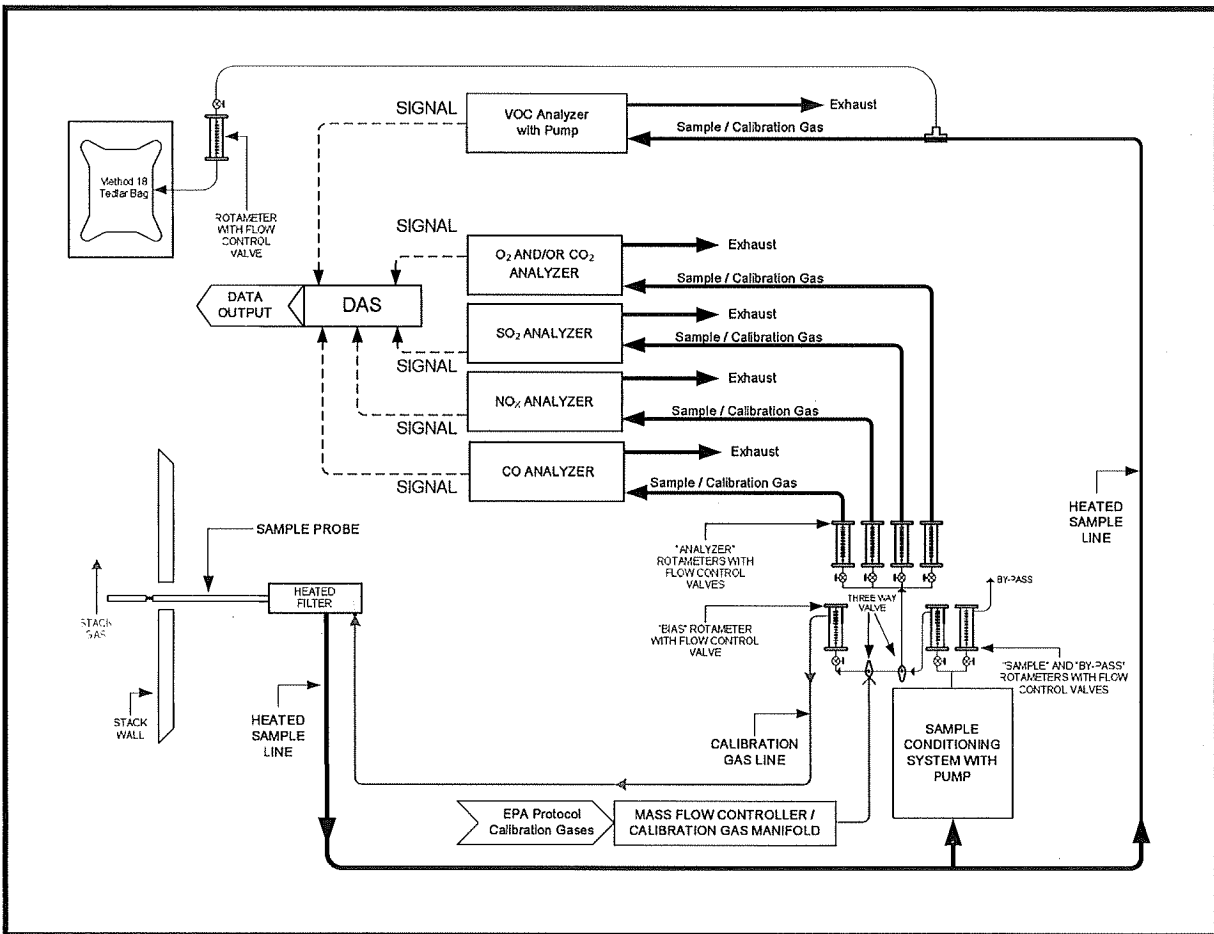 SIGNAL
VOC Analyzer
with Pump
Exhaust
Sample / Calibration Gas
Method 18
Tedlar Bag
ROTAMETER
WITH FLOW
CONTROL
VALVE
SIGNAL
O₂ AND/OR CO₂
ANALYZER
Exhaust
Sample / Calibration Gas
DATA
OUTPUT
DAS
SO₂ ANALYZER
Exhaust
Sample / Calibration Gas
SIGNAL
NOₓ ANALYZER
Exhaust
Sample / Calibration Gas
SIGNAL
CO ANALYZER
Exhaust
Sample / Calibration Gas
SIGNAL
HEATED
SAMPLE
LINE
SAMPLE PROBE
"ANALYZER"
ROTAMETERS WITH
FLOW CONTROL
VALVES
HEATED
FILTER
STACK
GAS
BY-PASS
THREE WAY
VALVE
"BIAS" ROTAMETER
WITH FLOW CONTROL
VALVE
"SAMPLE" AND "BY-PASS"
ROTAMETERS WITH FLOW
CONTROL VALVES
STACK
WALL
HEATED
SAMPLE
LINE
CALIBRATION
GAS LINE
SAMPLE
CONDITIONING
SYSTEM WITH
PUMP
EPA Protocol
Calibration Gases
MASS FLOW CONTROLLER /
CALIBRATION GAS MANIFOLD